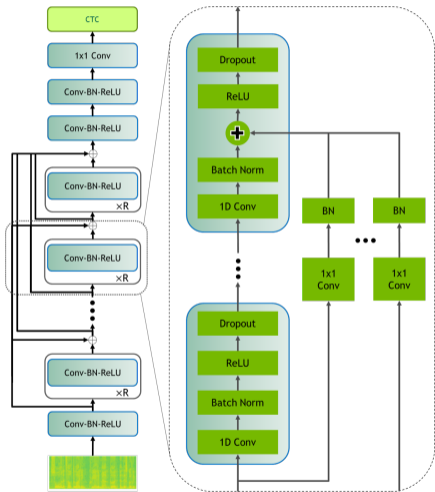 CTC
1x1 Conv
Conv-BN-ReLU
Conv-BN-ReLU
Conv-BN-ReLU
×R
Conv-BN-ReLU
×R
Conv-BN-ReLU
×R
Conv-BN-ReLU
Dropout
ReLU
Batch Norm
1D Conv
BN
BN
1x1
Conv
1x1
Conv
Dropout
ReLU
Batch Norm
1D Conv